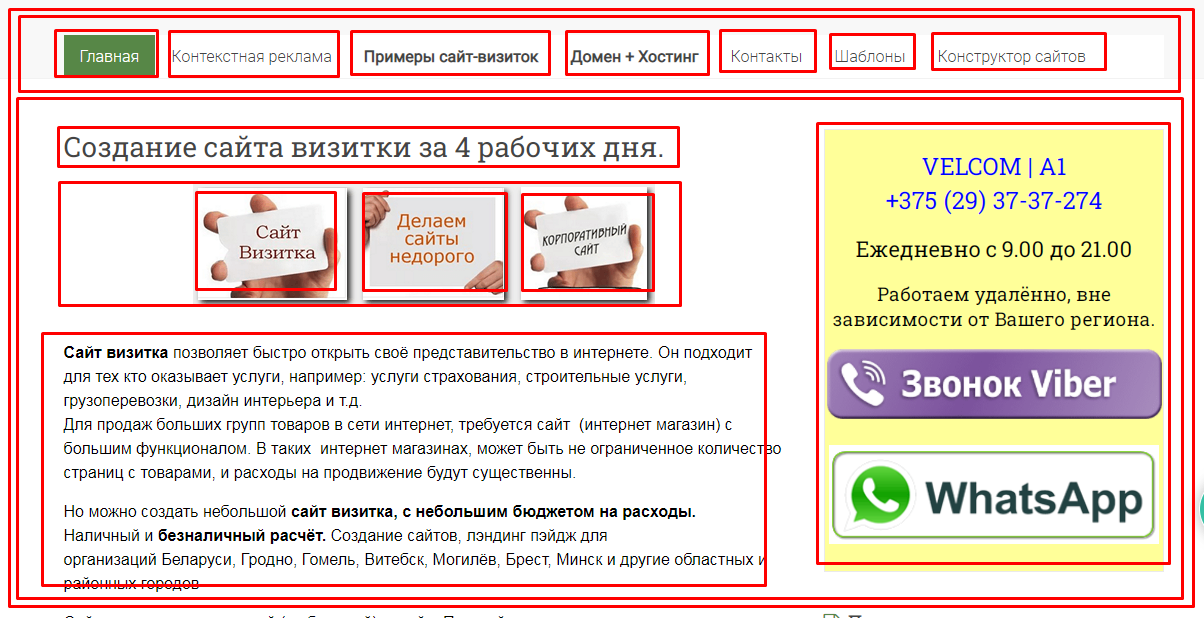 Главная Контекстная реклама Примеры сайт-визиток Домен + Хостинг Контакты Шаблоны Конструктор сайтов
Создание сайта визитки за 4 рабочих дня.
Сайт
Визитка
Делаем
сайты
недорого
КОРПОРАТИВНЫЙ
САЙТ
Сайт визитка позволяет быстро открыть своё представительство в интернете. Он подходит
для тех кто оказывает услуги, например: услуги страхования, строительные услуги,
грузоперевозки, дизайн интерьера и т.д.
Для продаж больших групп товаров в сети интернет, требуется сайт (интернет магазин) с
большим функционалом. В таких интернет магазинах, может быть не ограниченное количество
страниц с товарами, и расходы на продвижение будут существенны.
Но можно создать небольшой сайт визитка, с небольшим бюджетом на расходы.
Наличный и безналичный расчёт. Создание сайтов, лэндинг пэйдж для
организаций Беларуси, Гродно, Гомель, Витебск, Могилёв, Брест, Минск и другие областных и
районных городов
VELCOM | A1
+375 (29) 37-37-274
Ежедневно с 9.00 до 21.00
Работаем удалённо, вне
зависимости от Вашего региона.
Звонок Viber
WhatsApp